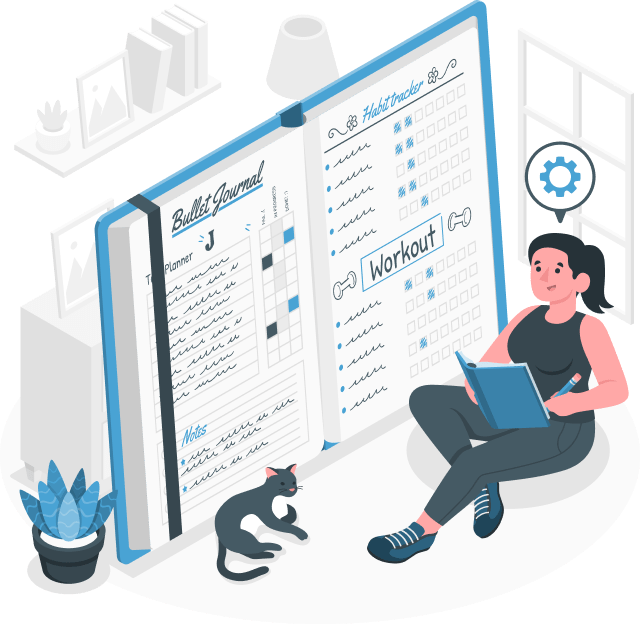 Bullet Journal
J
Planner
Notes
Habit tracker
Workout